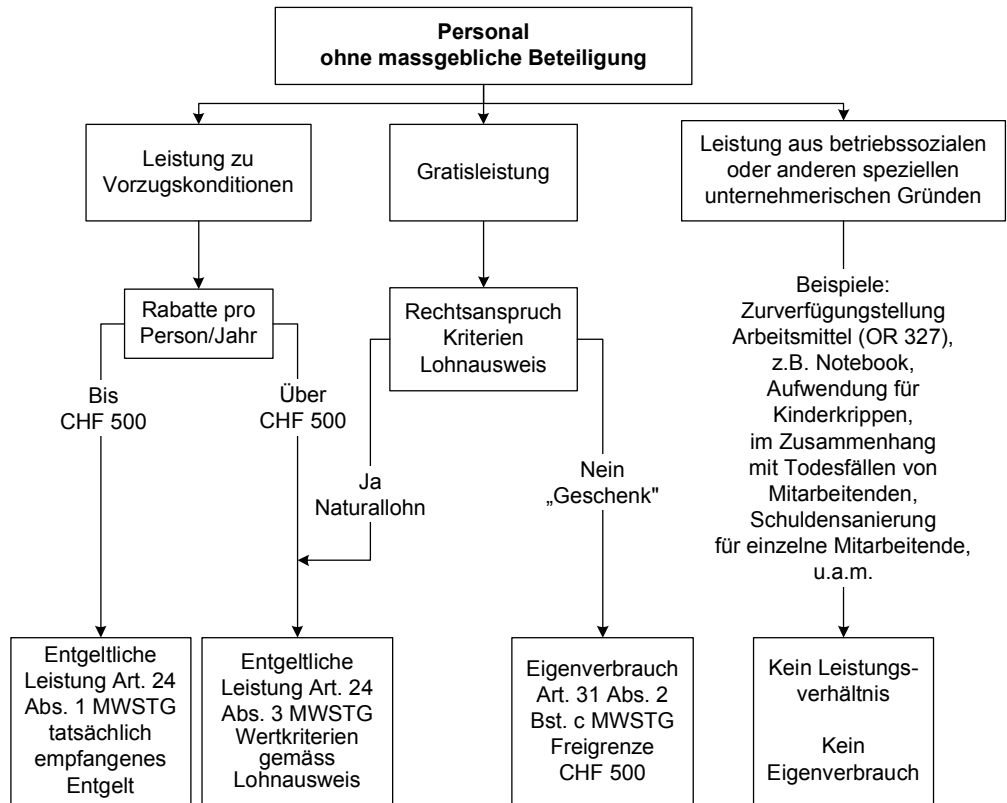 Personal
ohne massgebliche Beteiligung
Leistung zu
Vorzugskonditionen
Gratisleistung
Leistung aus betriebssozialen
oder anderen speziellen
unternehmerischen Gründen
Rabatte pro
Person/Jahr
Rechtsanspruch
Kriterien
Lohnausweis
Beispiele:
Zurverfügungstellung
Arbeitsmittel (OR 327),
z.B. Notebook,
Aufwendung für
Kinderkrippen,
im Zusammenhang
mit Todesfällen von
Mitarbeitenden,
Schuldensanierung
für einzelne Mitarbeitende,
u.a.m.
Bis
CHF 500
Über
CHF 500
Ja
Naturallohn
Nein
„Geschenk"
Entgeltliche
Leistung Art. 24
Abs. 1 MWSTG
tatsächlich
empfangenes
Entgelt
Entgeltliche
Leistung Art. 24
Abs. 3 MWSTG
Wertkriterien
gemäss
Lohnausweis
Eigenverbrauch
Art. 31 Abs. 2
Bst. c MWSTG
Freigrenze
CHF 500
Kein Leistungs-
verhältnis
Kein
Eigenverbrauch